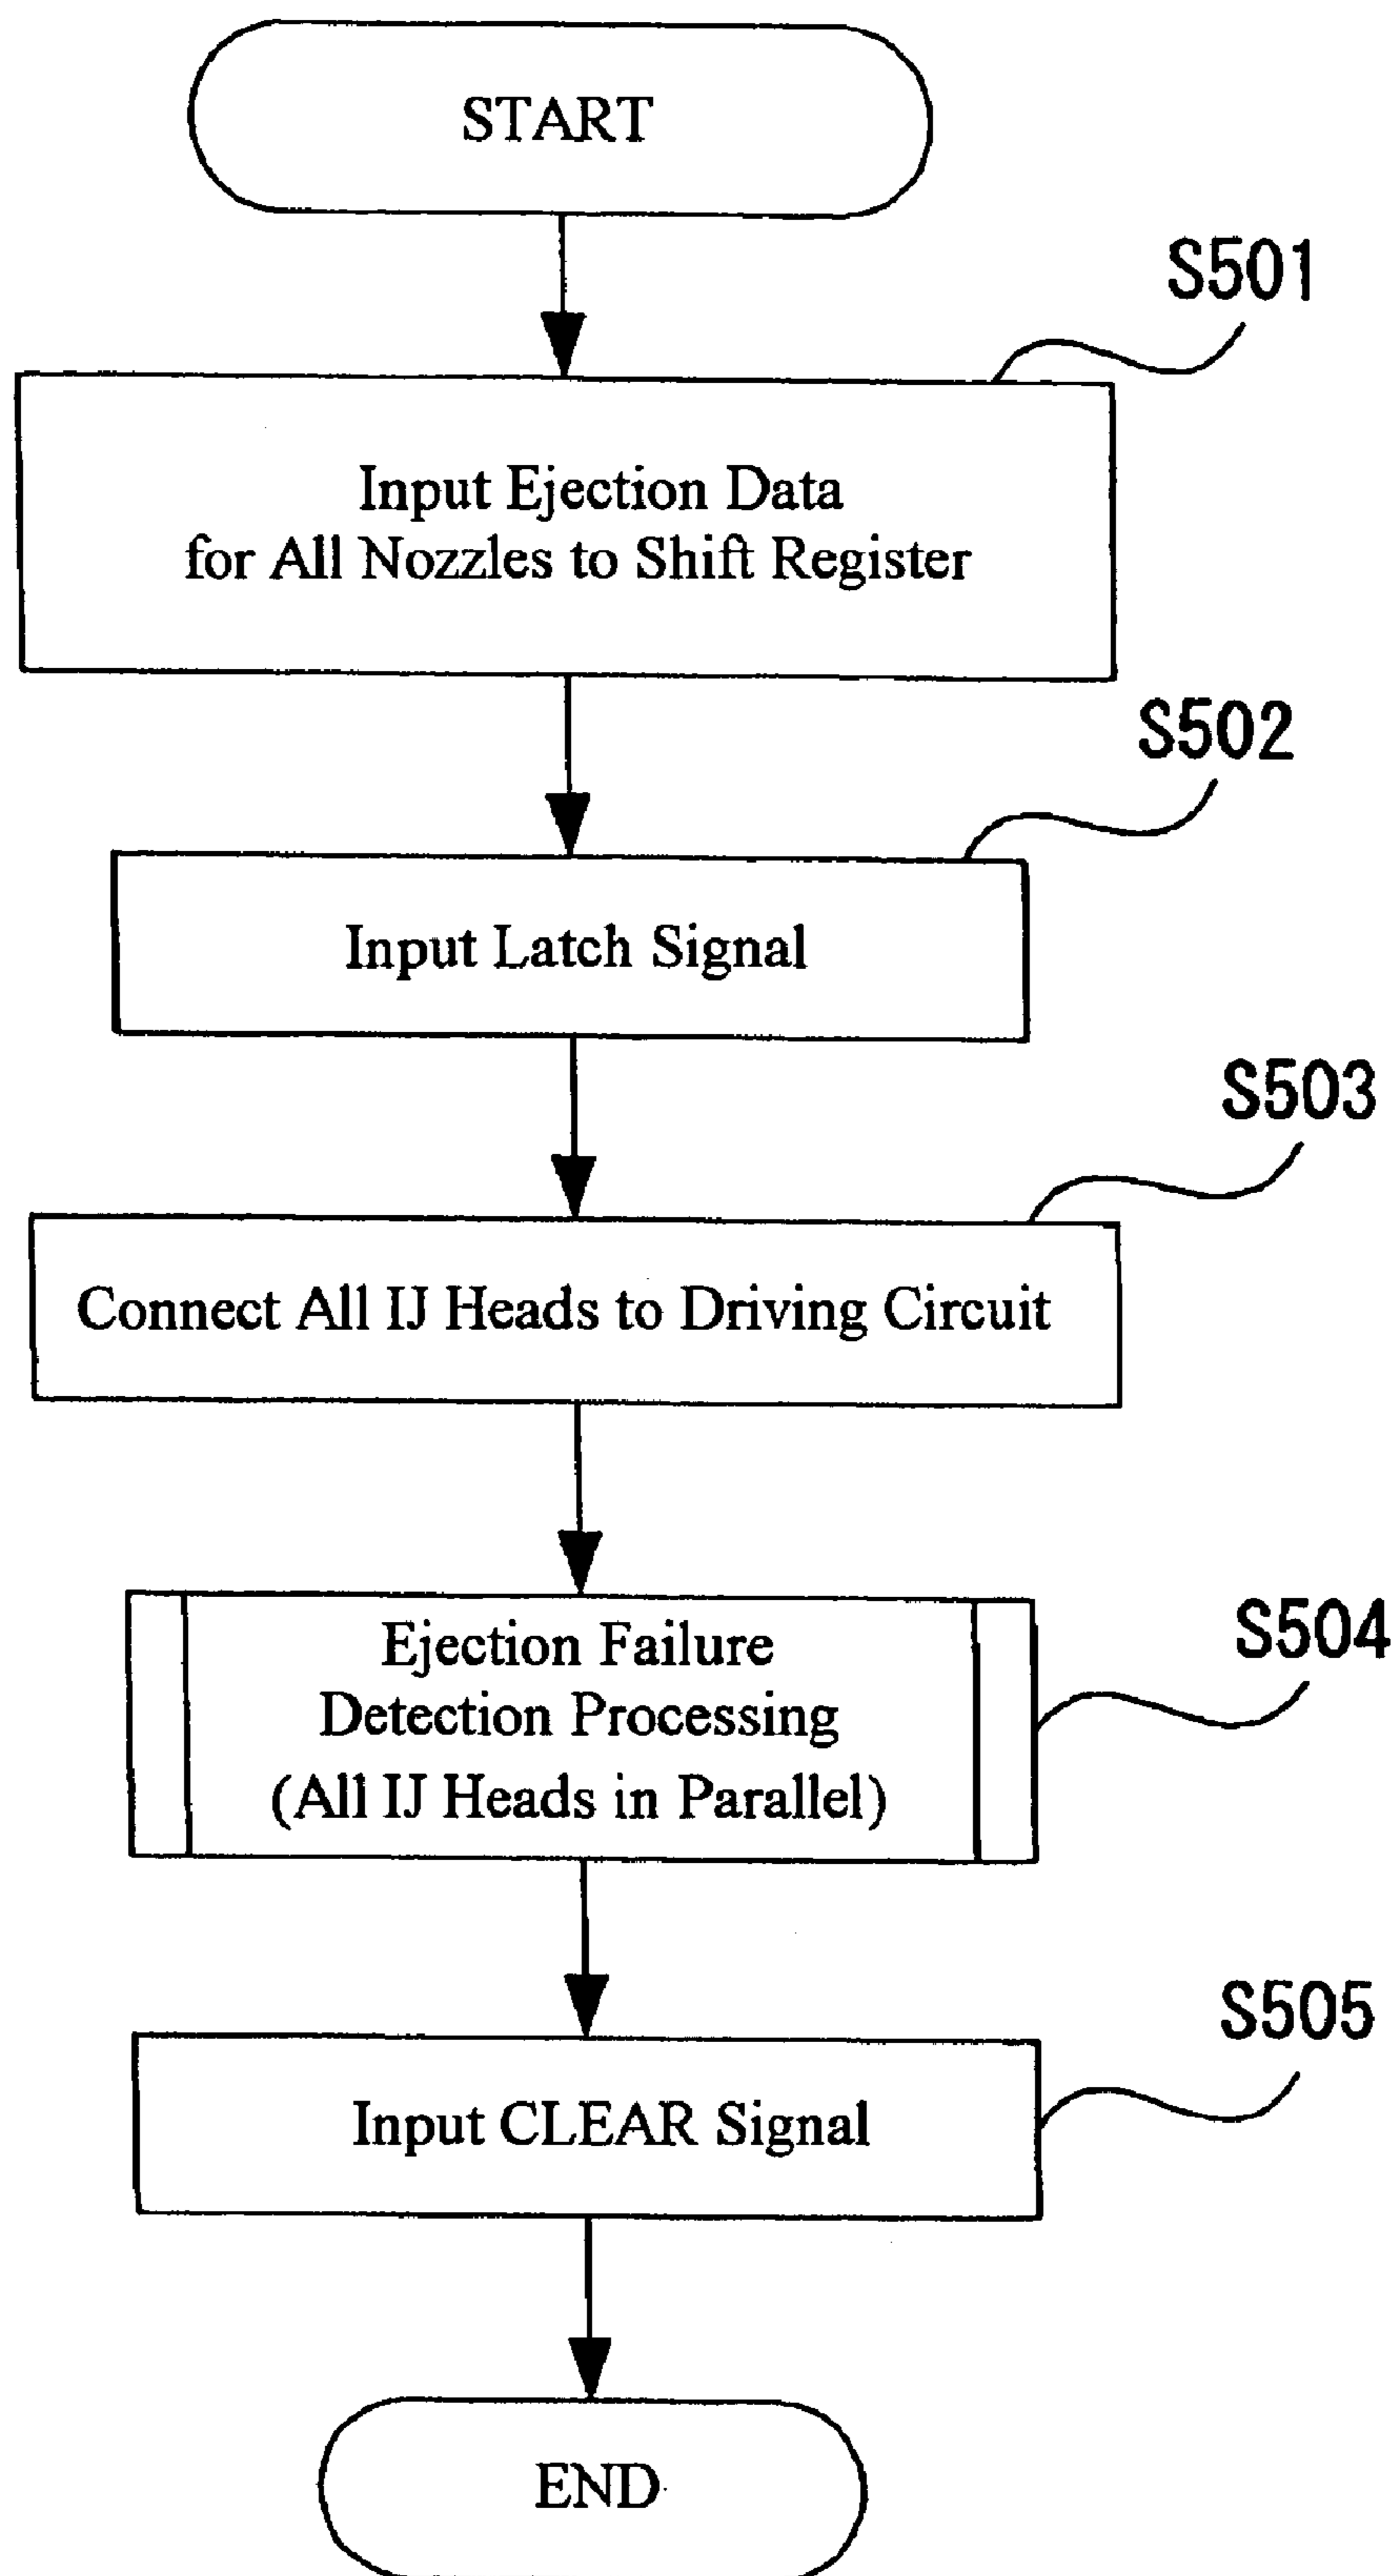 START
S501
Input Ejection Data
for All Nozzles to Shift Register
S502
Input Latch Signal
S503
Connect All IJ Heads to Driving Circuit
S504
Ejection Failure
Detection Processing
(All IJ Heads in Parallel)
S505
Input CLEAR Signal
END